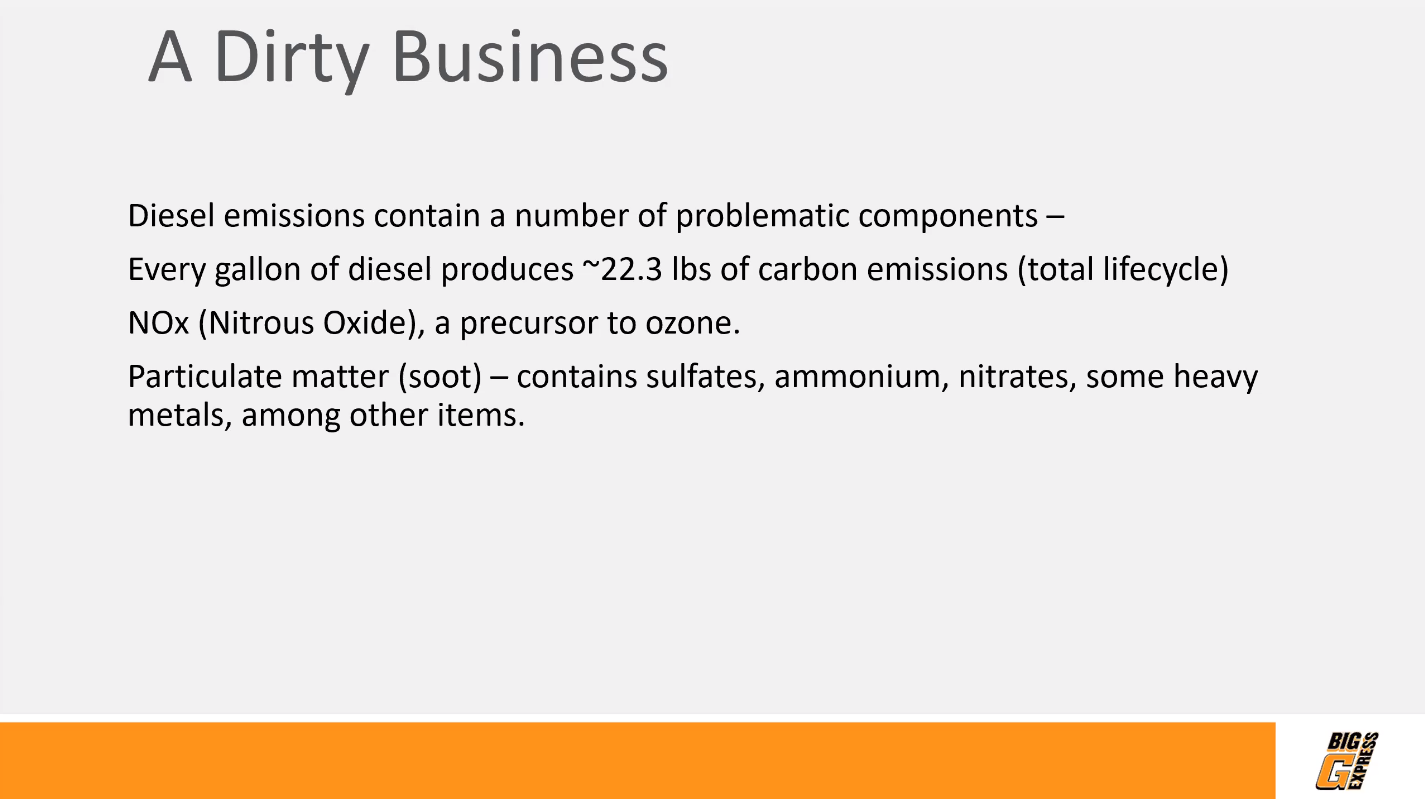 A Dirty Business
Diesel emissions contain a number of problematic components –
Every gallon of diesel produces ~22.3 lbs of carbon emissions (total lifecycle)
NOx (Nitrous Oxide), a precursor to ozone.
Particulate matter (soot) – contains sulfates, ammonium, nitrates, some heavy
metals, among other items.
BIG
G
EXPRESS